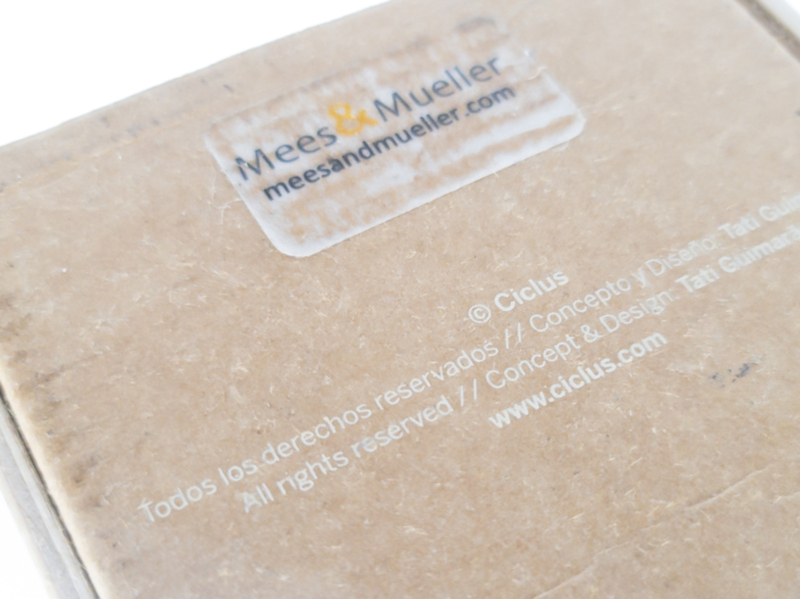 Mees&Mueller
meesandmueller.com
© Ciclus
Todos los derechos reservados // Concepto y Diseño: Tati
All rights reserved // Concept & Design: Tati
www.ciclus.com